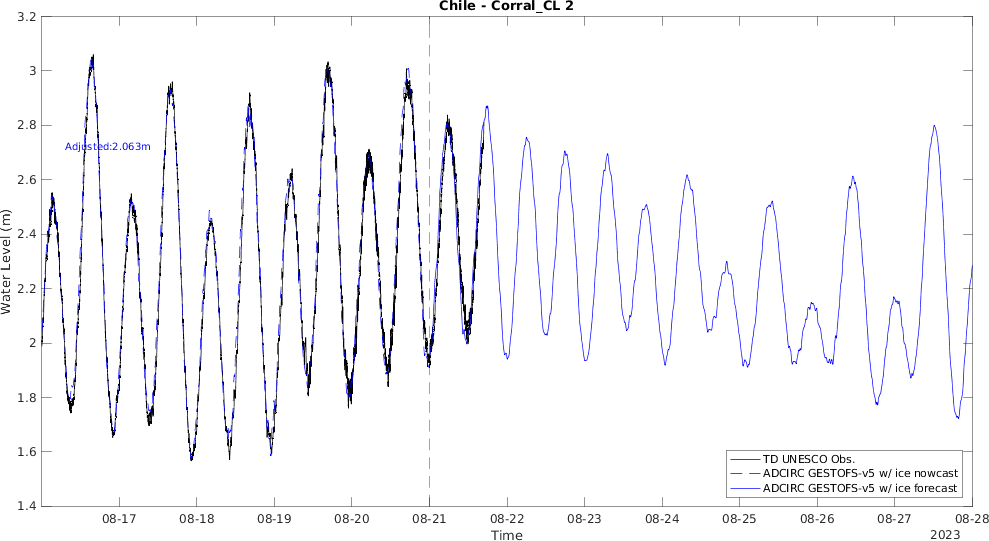 Chile - Corral_CL 2
3.2
3
2.8
2.6
2.4
2.2
2
1.8
1.6
1.4
Water Level (m)
Adjusted:2.063m
TD UNESCO Obs.
ADCIRC GESTOFS-v5 w/ ice nowcast
ADCIRC GESTOFS-v5 w/ ice forecast
08-17 08-18 08-19 08-20 08-21 08-22 08-23 08-24 08-25 08-26 08-27 08-28
Time
2023